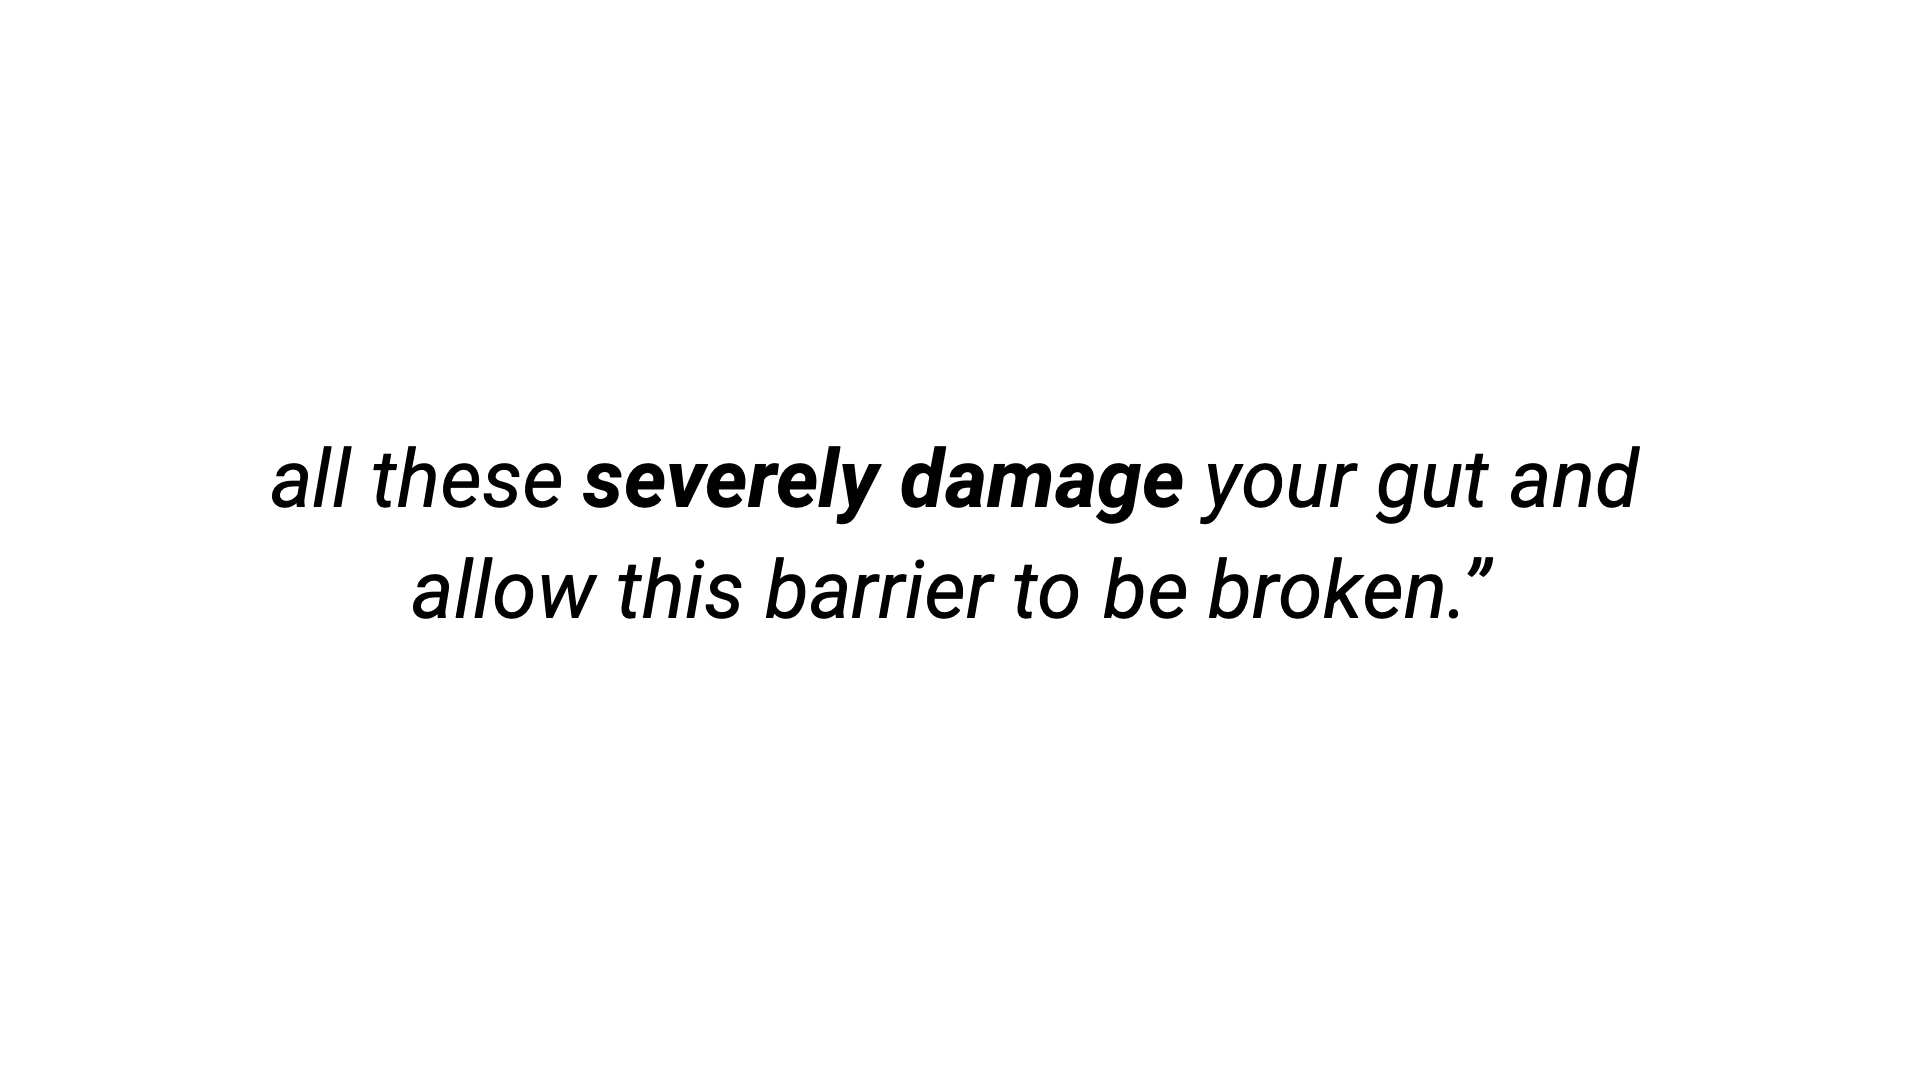 all these severely damage your gut and
allow this barrier to be broken.”